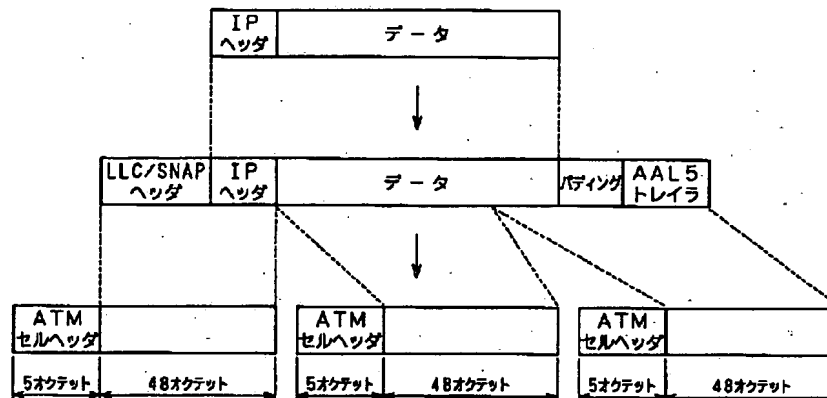 IP
ヘッダ
データ
LLC/SNAP
ヘッダ
IP
ヘッダ
データ
パディング
AAL5
トレイラ
ATM
セルヘッダ
ATM
セルヘッダ
ATM
セルヘッダ
5オクテット
48オクテット
5オクテット
48オクテット
5オクテット
48オクテット